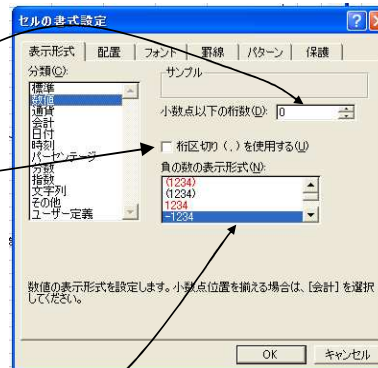 セルの書式設定
表示形式 配置 フォント 罫線 パターン 保護
分類(C):
標準
数値
通貨
会計
日付
時刻
パーセンテージ
分数
指数
文字列
その他
ユーザー定義
サンプル
小数点以下の桁数(D): 0
桁区切り(,)を使用する(U)
負の数の表示形式(N):
(1234)
(1234)
1234
-1234
数値の表示形式を設定します。小数点位置を揃える場合は、[会計] を選択
してください。
OK キャンセル